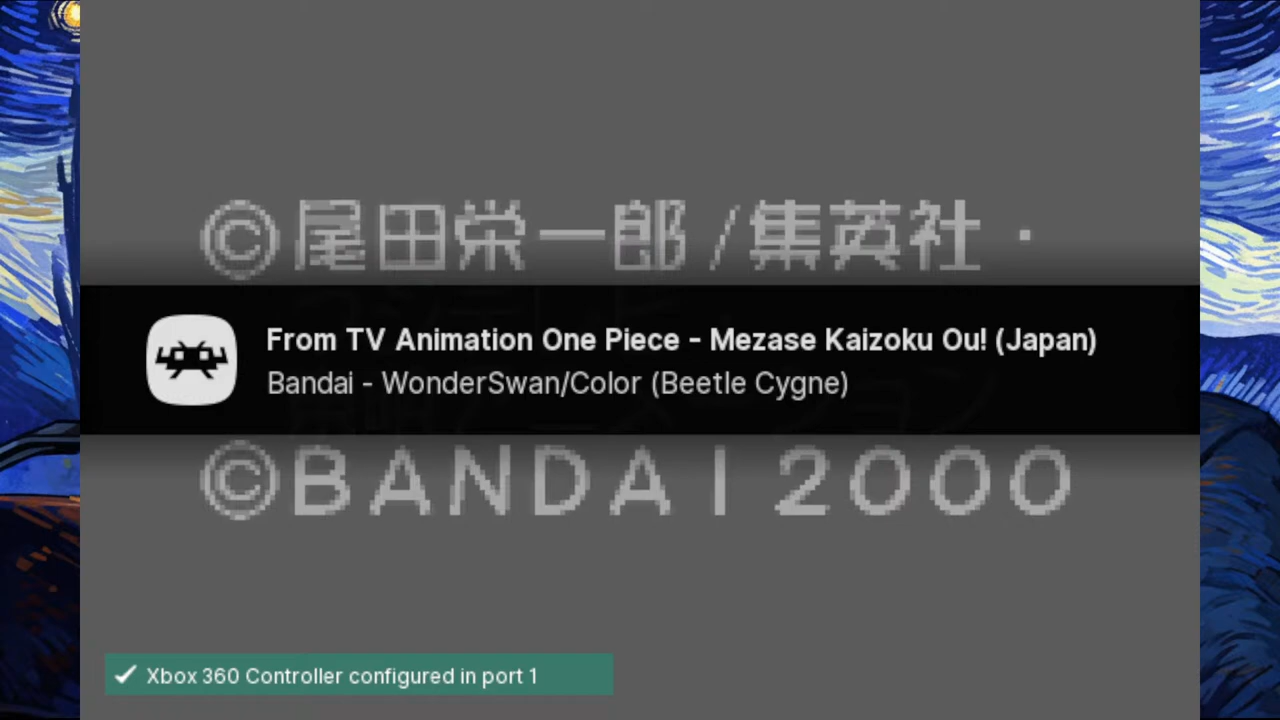 ©尾田栄一郎/集英社・
From TV Animation One Piece - Mezase Kaizoku Ou! (Japan)
Bandai - WonderSwan/Color (Beetle Cygne)
©BANDAI 2000
Xbox 360 Controller configured in port 1